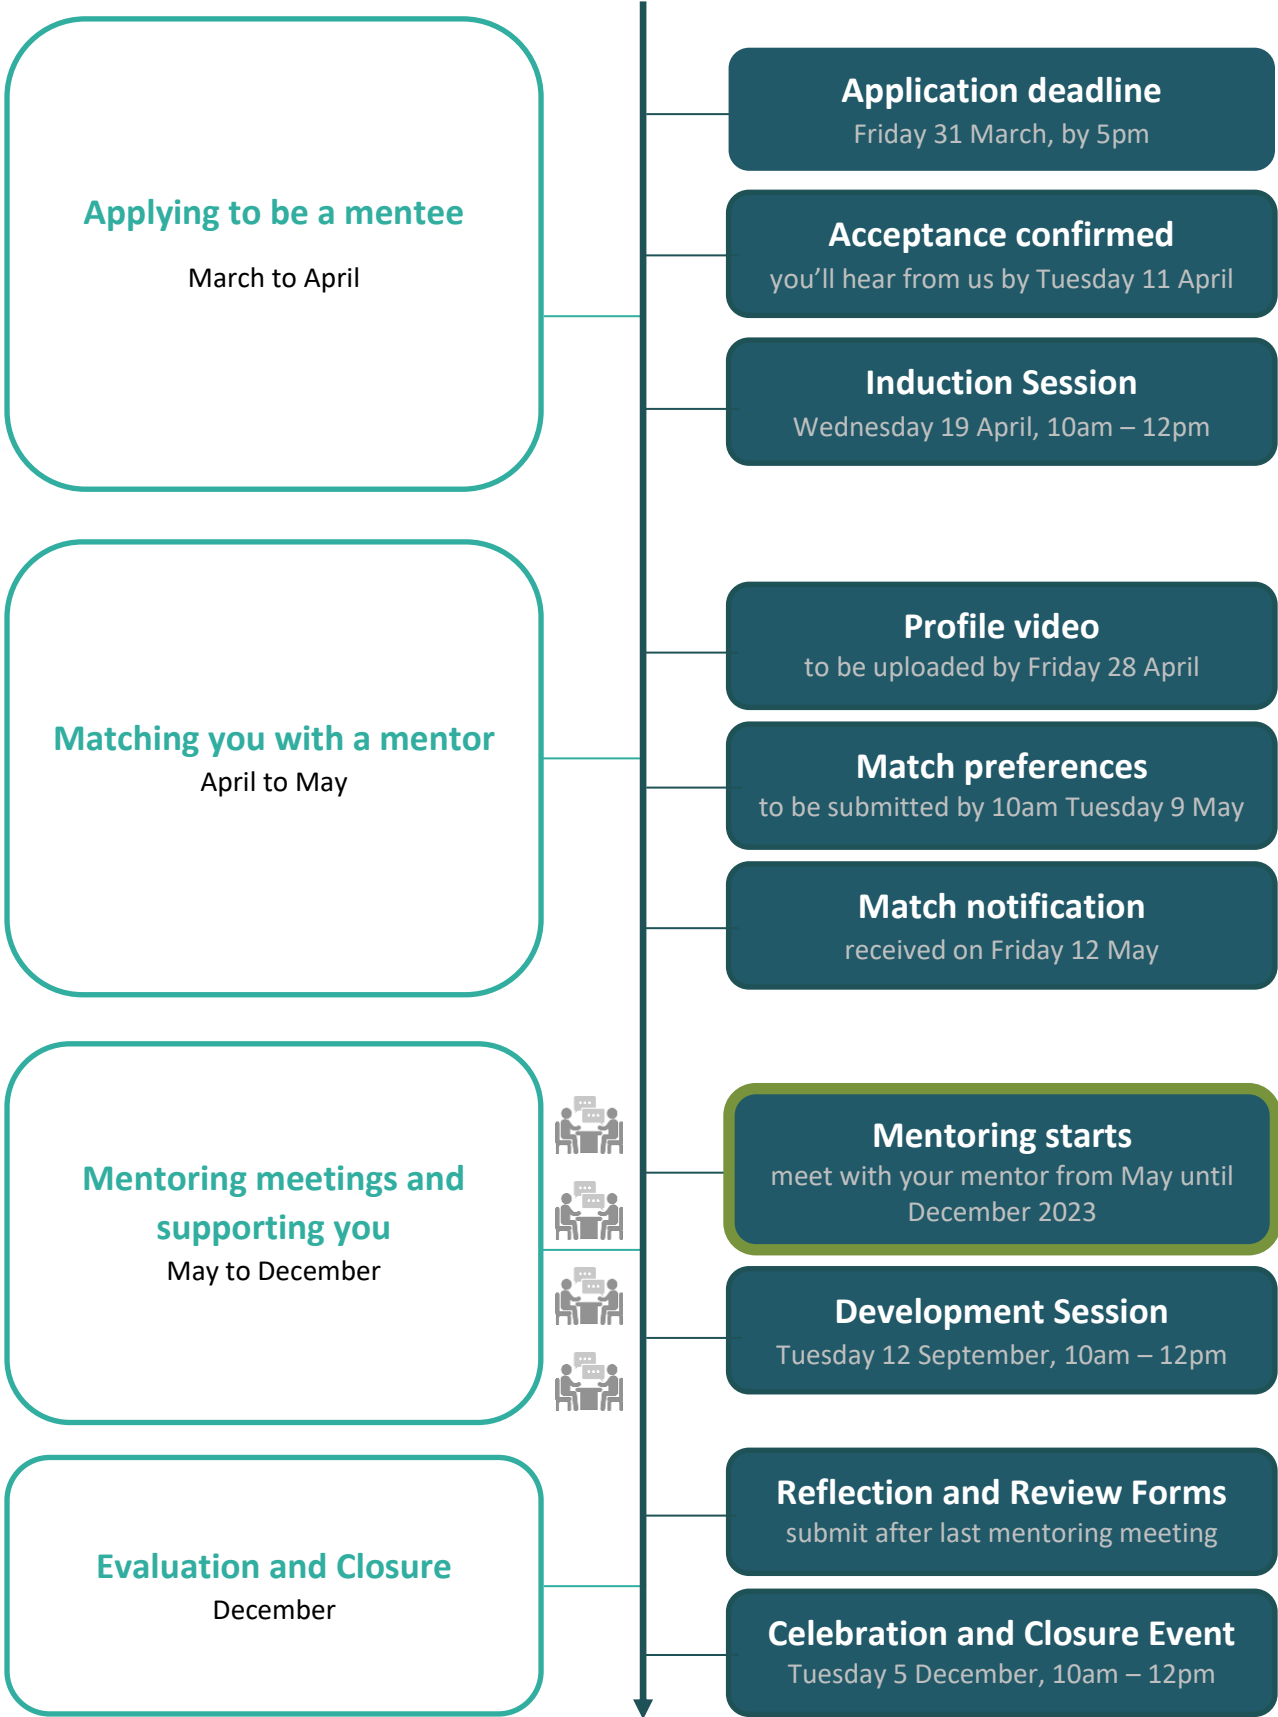 Applying to be a mentee
March to April
Application deadline
Friday 31 March, by 5pm
Acceptance confirmed
you’ll hear from us by Tuesday 11 April
Induction Session
Wednesday 19 April, 10am – 12pm
Matching you with a mentor
April to May
Profile video
to be uploaded by Friday 28 April
Match preferences
to be submitted by 10am Tuesday 9 May
Match notification
received on Friday 12 May
Mentoring meetings and
supporting you
May to December
Mentoring starts
meet with your mentor from May until
December 2023
Development Session
Tuesday 12 September, 10am – 12pm
Evaluation and Closure
December
Reflection and Review Forms
submit after last mentoring meeting
Celebration and Closure Event
Tuesday 5 December, 10am – 12pm